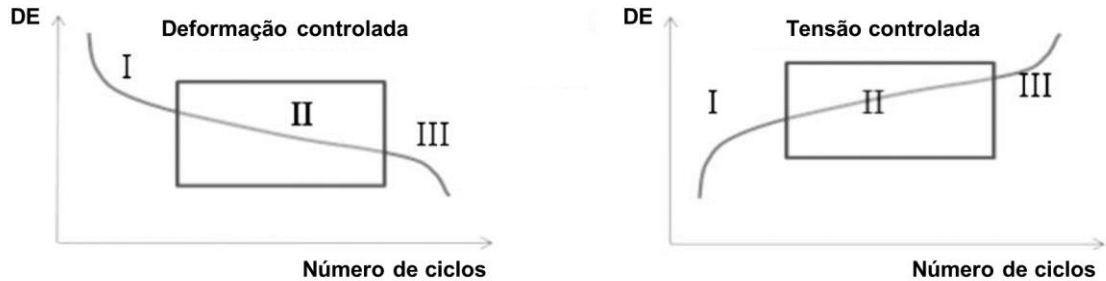 DE
Deformação controlada
I
II
III
Número de ciclos
DE
Tensão controlada
I
II
III
Número de ciclos